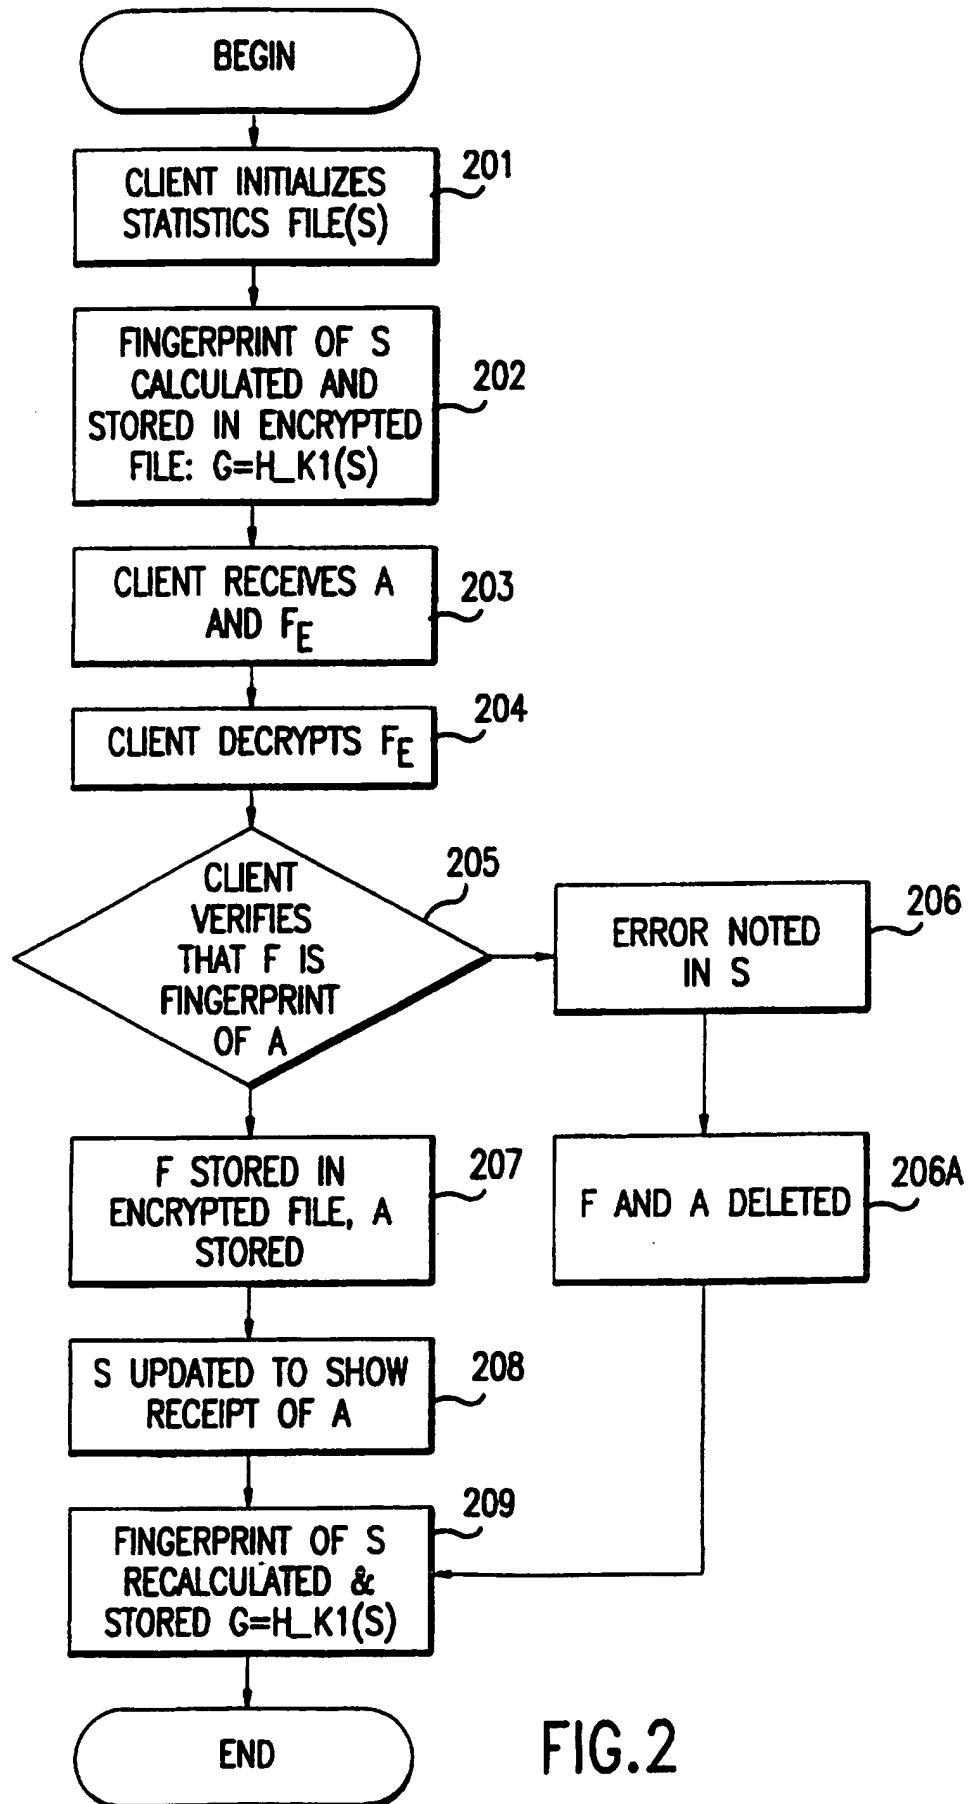 BEGIN
201
CLIENT INITIALIZES
STATISTICS FILE(S)
202
FINGERPRINT OF S
CALCULATED AND
STORED IN ENCRYPTED
FILE: G=H_K1(S)
203
CLIENT RECEIVES A
AND FE
204
CLIENT DECRYPTS FE
205
CLIENT
VERIFIES
THAT F IS
FINGERPRINT
OF A
206
ERROR NOTED
IN S
207
F STORED IN
ENCRYPTED FILE, A
STORED
206A
F AND A DELETED
208
S UPDATED TO SHOW
RECEIPT OF A
209
FINGERPRINT OF S
RECALCULATED &
STORED G=H_K1(S)
END
FIG.2